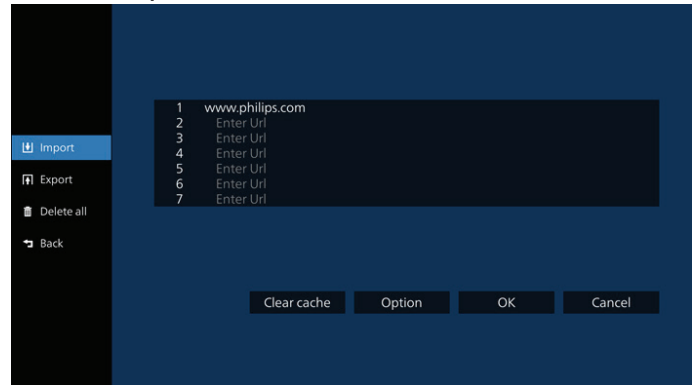 1 www.philips.com
2 Enter Url
3 Enter Url
4 Enter Url
5 Enter Url
6 Enter Url
7 Enter Url
Import
Export
Delete all
Back
Clear cache Option OK Cancel